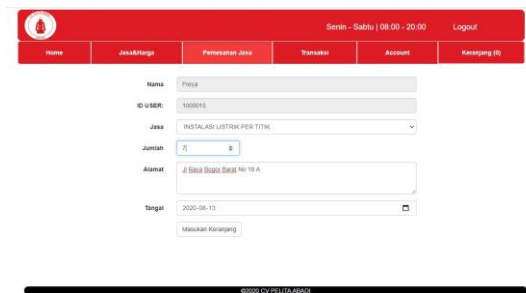 Senin - Sabtu | 08:00 - 20:00 Logout
Home Jasa&Harga Pemesanan Jasa Transaksi Account Keranjang (0)
Nama Freya
ID USER: 1000015
Jasa INSTALASI LISTRIK PER TITIK
Jumlah 7
Alamat Jl Raya Bogor Barat No 16 A
Tangal 2020-08-13
Masukan Keranjang
©2020 CV PELITA ABADI